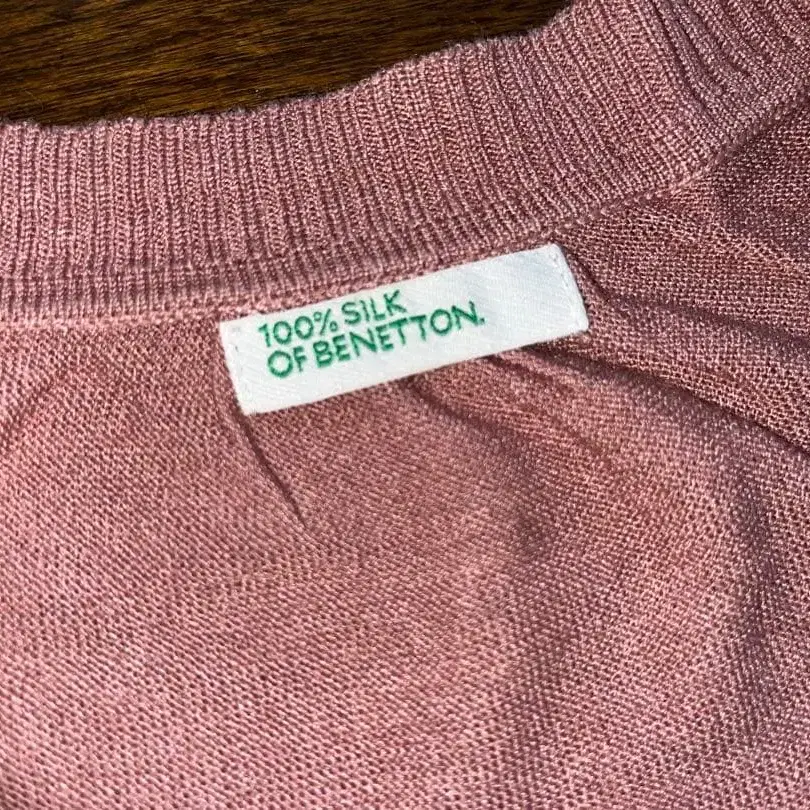 100% SILK
OF BENETTON.